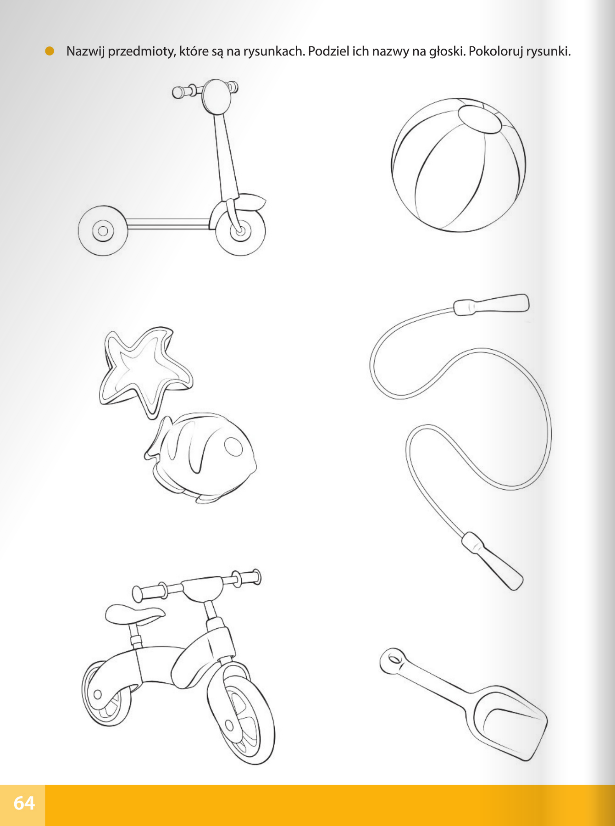 Nazwij przedmioty, które są na rysunkach. Podziel ich nazwy na głoski. Pokoloruj rysunki.
64